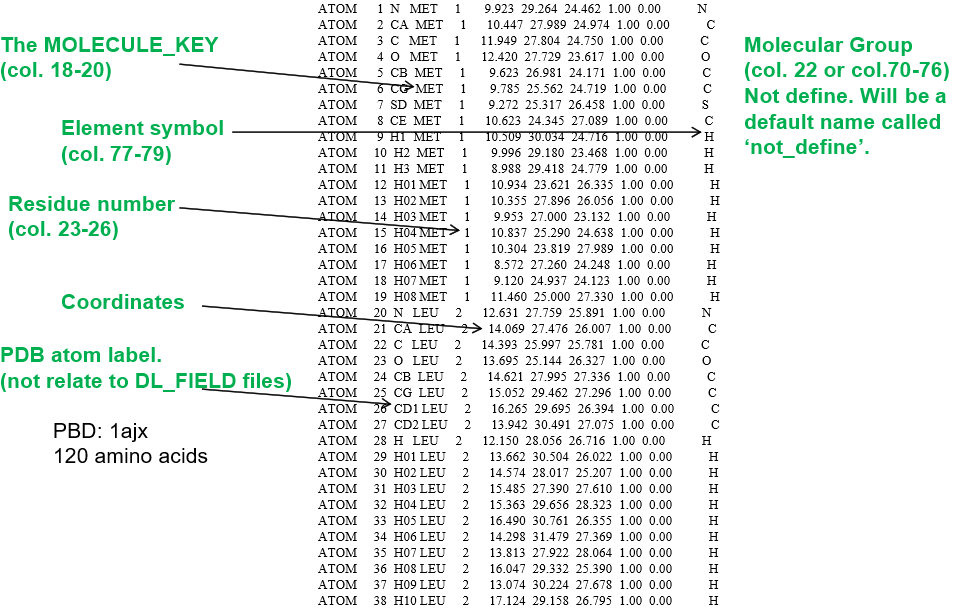 The MOLECULE_KEY
(col. 18-20)
Element symbol
(col. 77-79)
Residue number
(col. 23-26)
Coordinates
PDB atom label.
(not relate to DL_FIELD files)
PBD: 1ajx
120 amino acids
ATOM 1 N MET 1 9.923 29.264 24.462 1.00 0.00 N
ATOM 2 CA MET 1 10.447 27.989 24.974 1.00 0.00 C
ATOM 3 C MET 1 11.949 27.804 24.750 1.00 0.00 C
ATOM 4 O MET 1 12.420 27.729 23.617 1.00 0.00 O
ATOM 5 CB MET 1 9.623 26.981 24.171 1.00 0.00 C
ATOM 6 CG MET 1 9.785 25.562 24.719 1.00 0.00 C
ATOM 7 SD MET 1 9.272 25.317 26.458 1.00 0.00 S
ATOM 8 CE MET 1 10.623 24.345 27.089 1.00 0.00 C
ATOM 9 H1 MET 1 10.509 30.034 24.716 1.00 0.00 H
ATOM 10 H2 MET 1 9.996 29.180 23.468 1.00 0.00 H
ATOM 11 H3 MET 1 8.988 29.418 24.779 1.00 0.00 H
ATOM 12 H01 MET 1 10.934 23.621 26.335 1.00 0.00 H
ATOM 13 H02 MET 1 10.355 27.896 26.056 1.00 0.00 H
ATOM 14 H03 MET 1 9.953 27.000 23.132 1.00 0.00 H
ATOM 15 H04 MET 1 10.837 25.290 24.638 1.00 0.00 H
ATOM 16 H05 MET 1 10.304 23.819 27.989 1.00 0.00 H
ATOM 17 H06 MET 1 8.572 27.260 24.248 1.00 0.00 H
ATOM 18 H07 MET 1 9.120 24.937 24.123 1.00 0.00 H
ATOM 19 H08 MET 1 11.460 25.000 27.330 1.00 0.00 H
ATOM 20 N LEU 2 12.631 27.759 25.891 1.00 0.00 N
ATOM 21 CA LEU 2 14.069 27.476 26.007 1.00 0.00 C
ATOM 22 C LEU 2 14.393 25.997 25.781 1.00 0.00 C
ATOM 23 O LEU 2 13.695 25.144 26.327 1.00 0.00 O
ATOM 24 CB LEU 2 14.621 27.995 27.336 1.00 0.00 C
ATOM 25 CG LEU 2 15.052 29.462 27.296 1.00 0.00 C
ATOM 26 CD1 LEU 2 16.265 29.695 26.394 1.00 0.00 C
ATOM 27 CD2 LEU 2 13.942 30.491 27.075 1.00 0.00 C
ATOM 28 H LEU 2 12.150 28.056 26.716 1.00 0.00 H
ATOM 29 H01 LEU 2 13.662 30.504 26.022 1.00 0.00 H
ATOM 30 H02 LEU 2 14.574 28.017 25.207 1.00 0.00 H
ATOM 31 H03 LEU 2 15.485 27.390 27.610 1.00 0.00 H
ATOM 32 H04 LEU 2 15.363 29.656 28.323 1.00 0.00 H
ATOM 33 H05 LEU 2 16.490 30.761 26.355 1.00 0.00 H
ATOM 34 H06 LEU 2 14.298 31.479 27.369 1.00 0.00 H
ATOM 35 H07 LEU 2 13.813 27.922 28.064 1.00 0.00 H
ATOM 36 H08 LEU 2 16.047 29.332 25.390 1.00 0.00 H
ATOM 37 H09 LEU 2 13.074 30.224 27.678 1.00 0.00 H
ATOM 38 H10 LEU 2 17.124 29.158 26.795 1.00 0.00 H
Molecular Group
(col. 22 or col.70-76)
Not define. Will be a
default name called
‘not_define’.